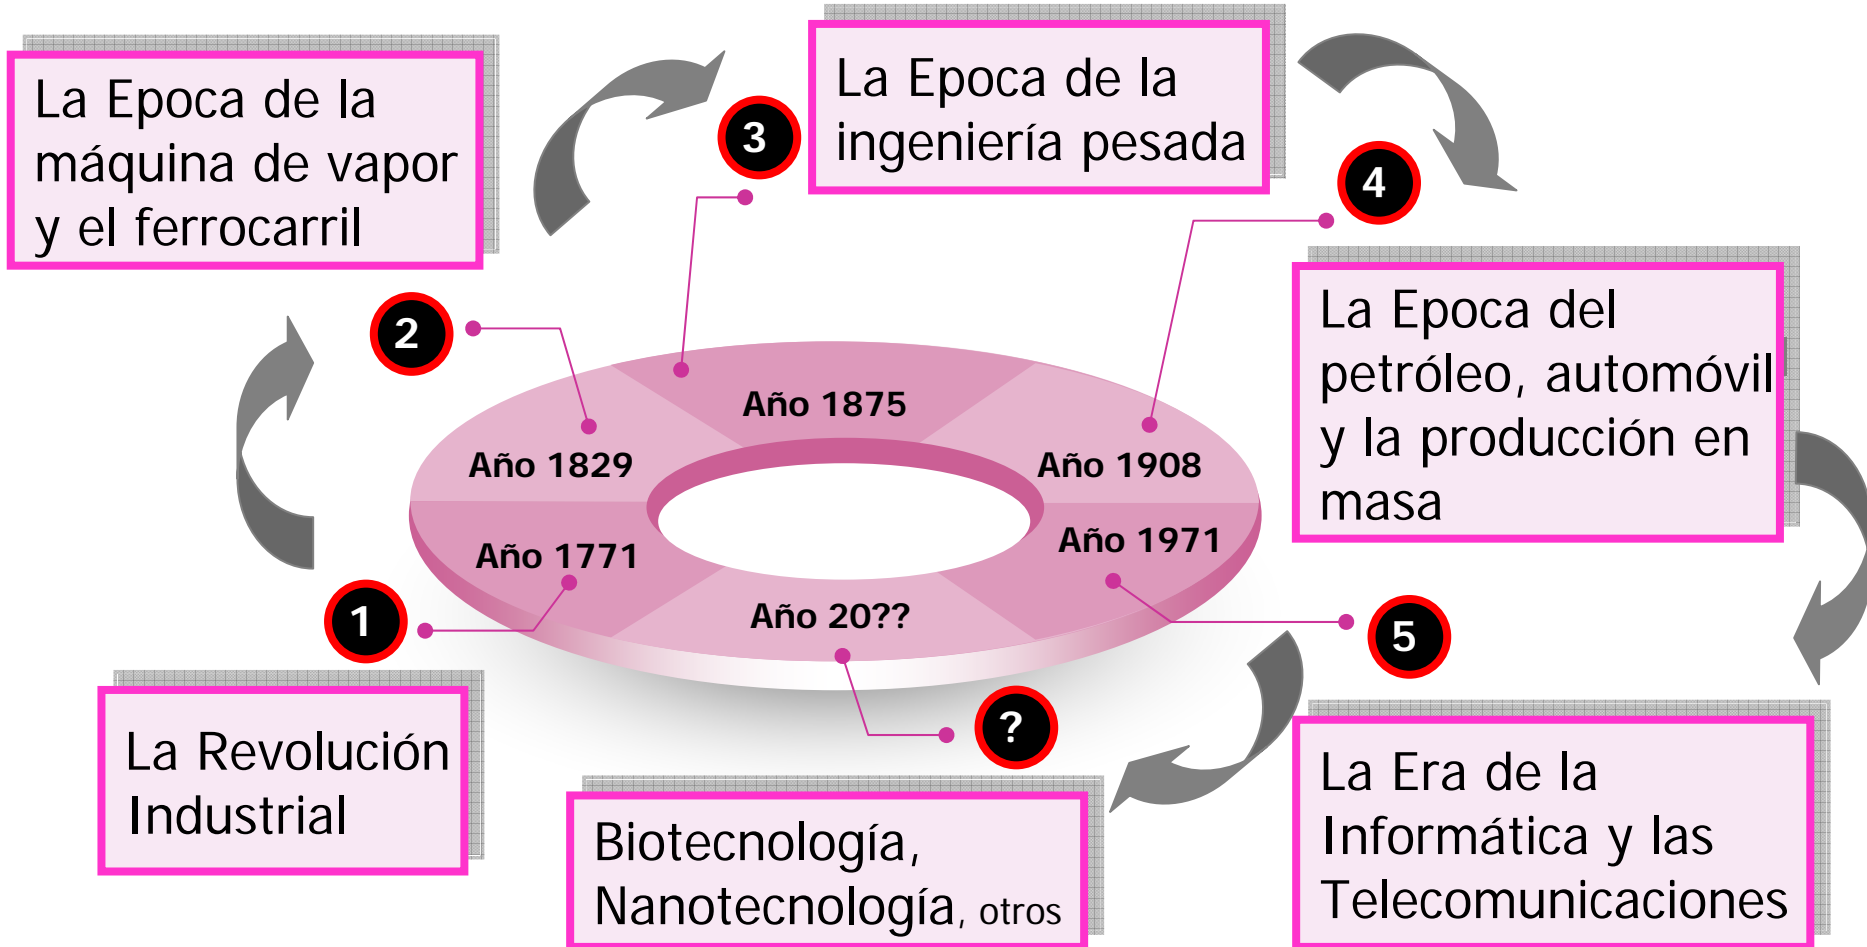 La Epoca de la
máquina de vapor
y el ferrocarril
3
La Epoca de la
ingeniería pesada
4
2
La Epoca del
petróleo, automóvil
y la producción en
masa
Año 1875
Año 1829
Año 1908
Año 1771
Año 1971
Año 20??
1
5
?
La Revolución
Industrial
Biotecnología,
Nanotecnología, otros
La Era de la
Informática y las
Telecomunicaciones